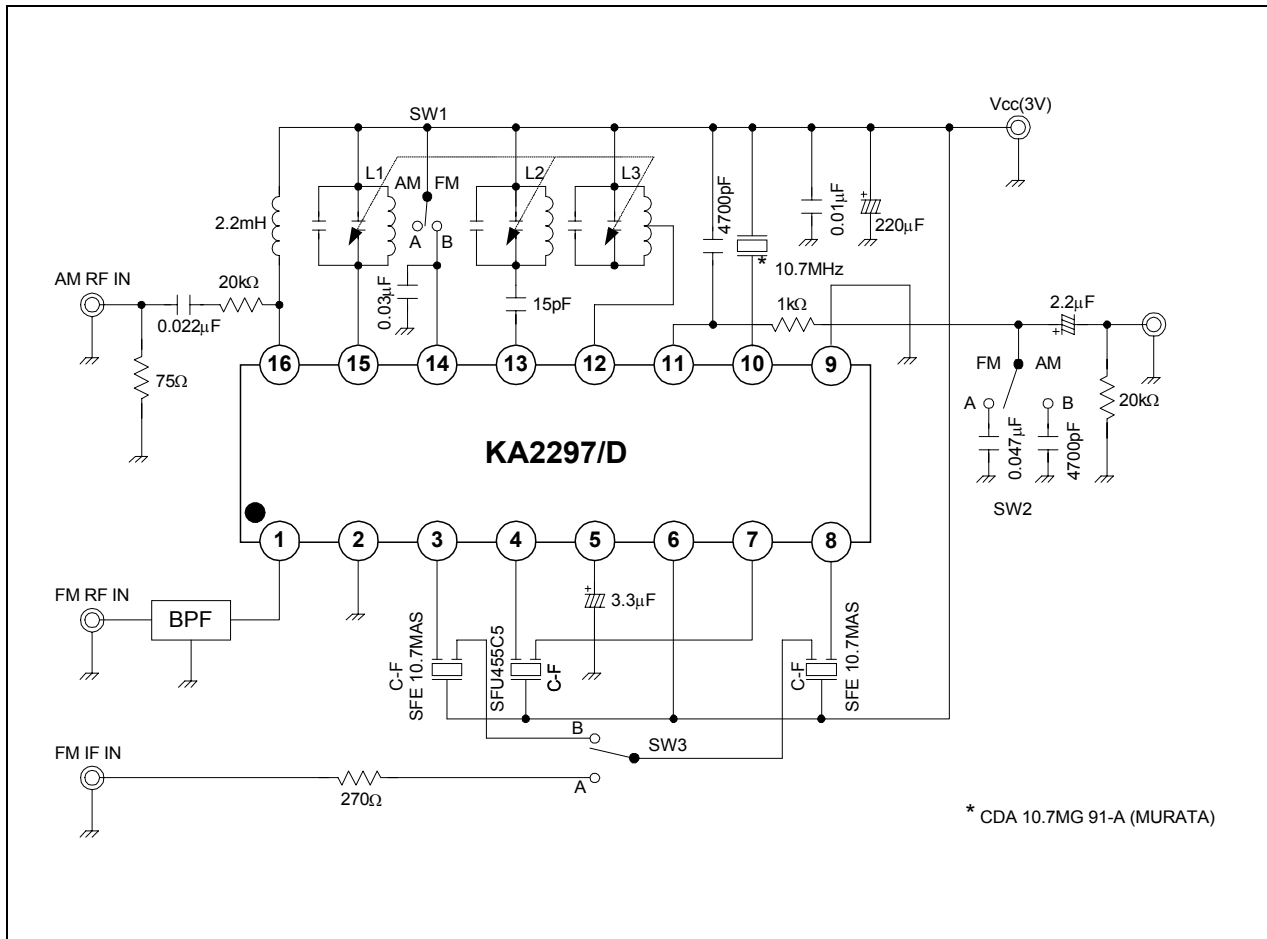 Vcc(3V)
SW1
L1
AM
FM
A
B
L2
L3
2.2mH
4700pF
0.01μF
220μF
* 10.7MHz
AM RF IN
0.022μF
20kΩ
0.03μF
15pF
1kΩ
2.2μF
75Ω
16
15
14
13
12
11
10
9
FM
AM
A
B
20kΩ
0.047μF
4700pF
SW2
KA2297/D
1
2
3
4
5
6
7
8
FM RF IN
BPF
C-F
SFE 10.7MAS
SFU455C5
C-F
3.3μF
C-F
SFE 10.7MAS
B
SW3
A
FM IF IN
270Ω
* CDA 10.7MG 91-A (MURATA)